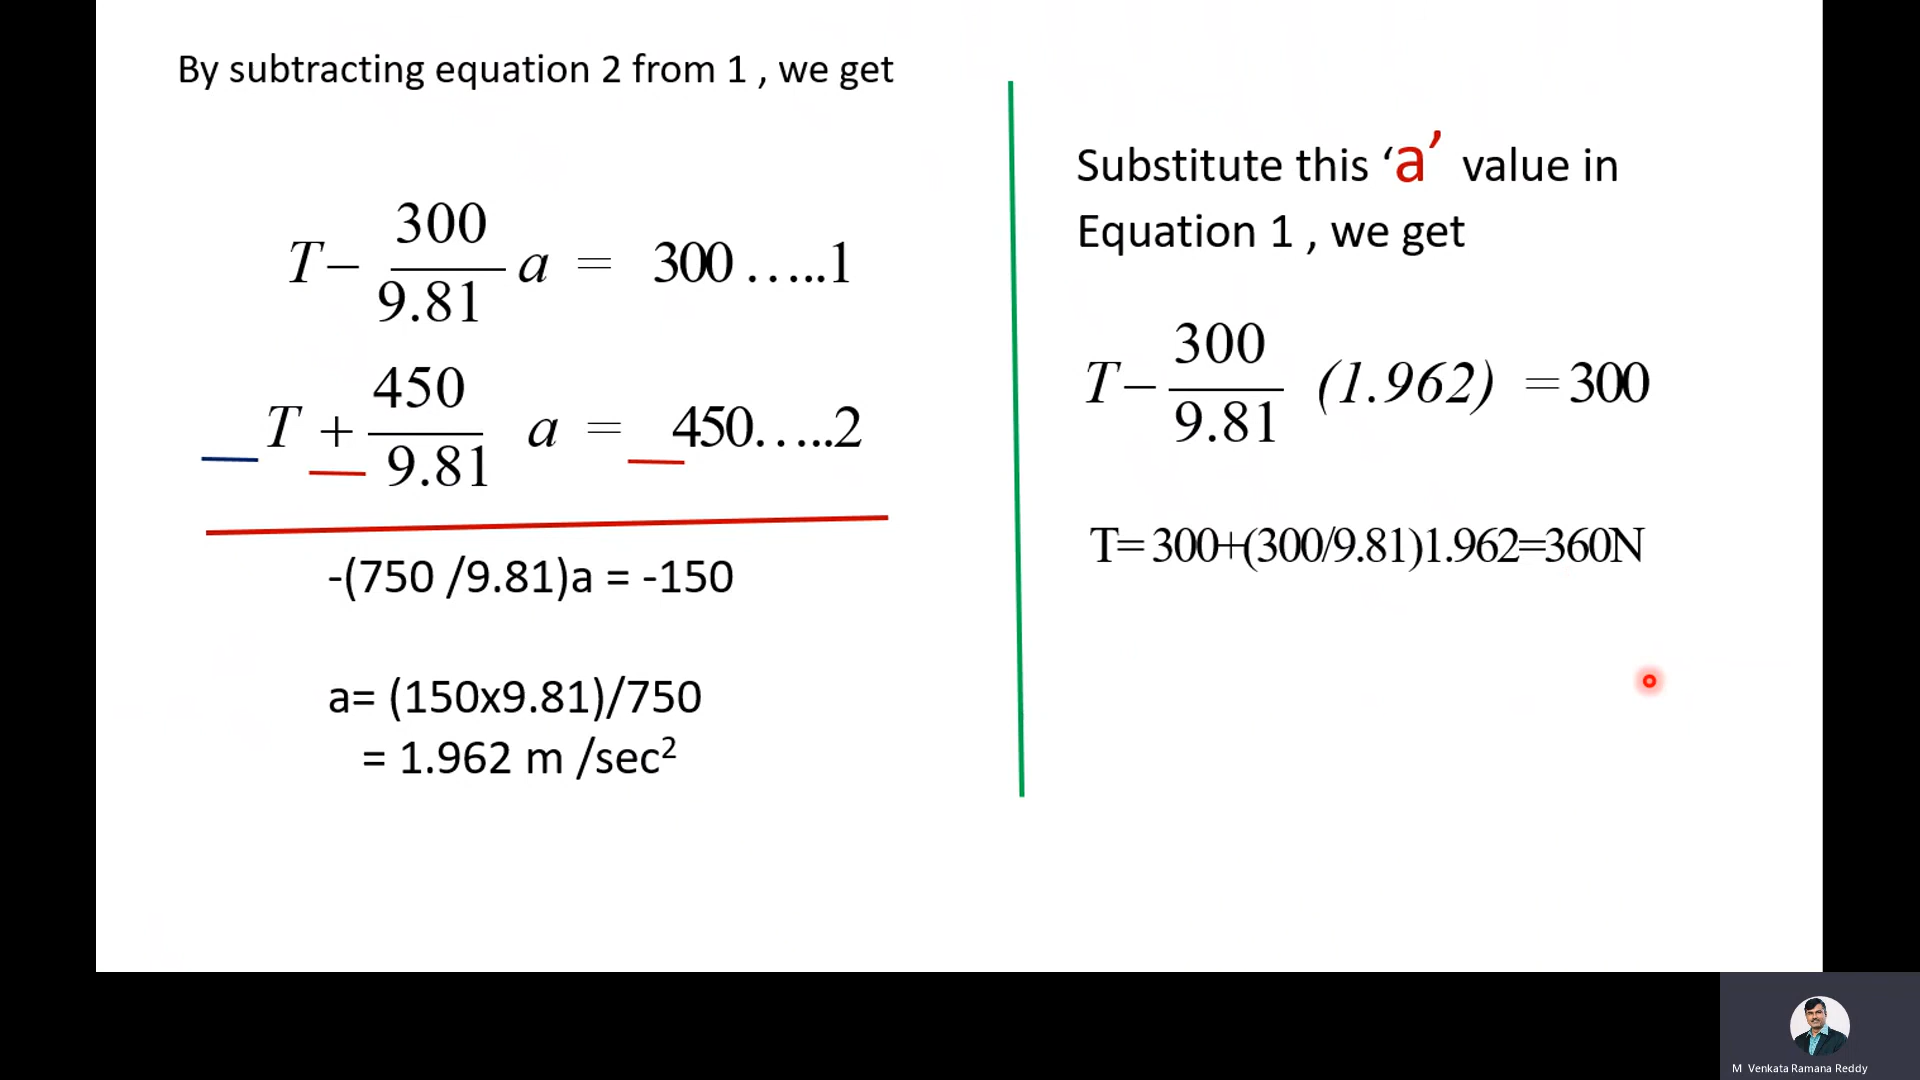 By subtracting equation 2 from 1 , we get
T − 300/9.81 a = 300 …..1
T + 450/9.81 a = 450…..2
-(750 /9.81)a = -150
a= (150x9.81)/750
= 1.962 m /sec²
Substitute this ‘a’ value in
Equation 1 , we get
T − 300/9.81 (1.962) = 300
T= 300+(300/9.81)1.962=360N
M Venkata Ramana Reddy